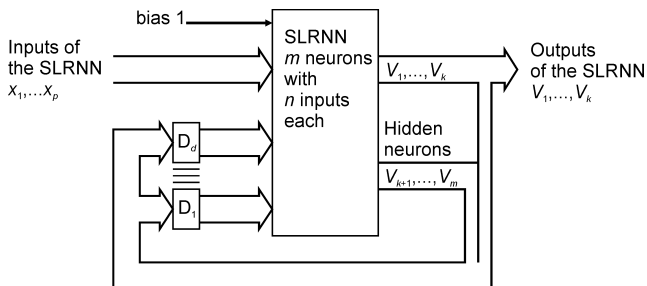 bias 1
Inputs of
the SLRNN
x1,...xp
SLRNN
m neurons
with
n inputs
each
V1,...,Vk
Outputs
of the SLRNN
V1,...,Vk
Hidden
neurons
Vk+1,...,Vm
Dd
D1